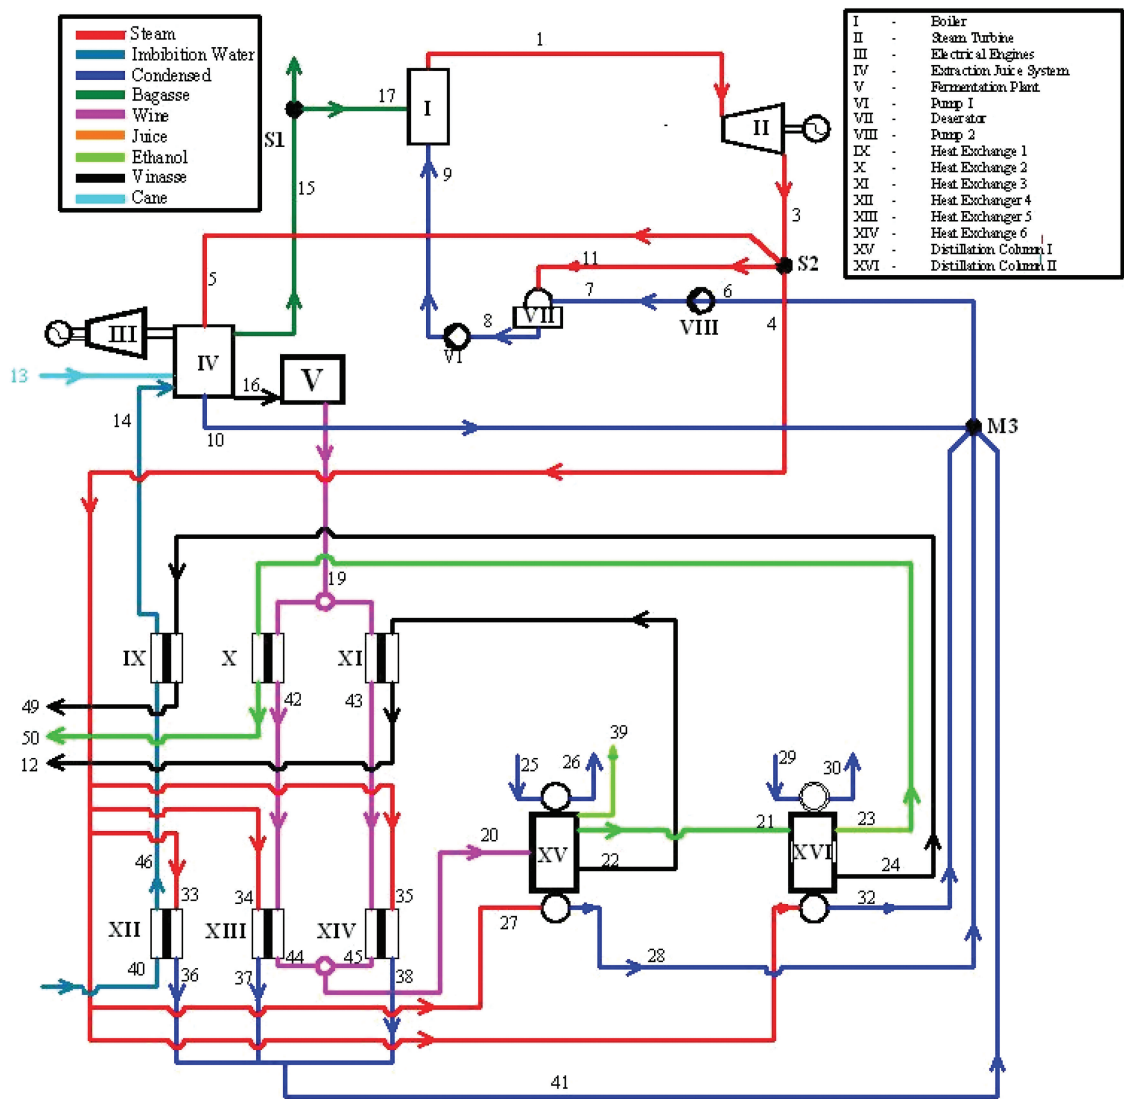 Steam
Imbibition Water
Condensed
Bagasse
Wine
Juice
Ethanol
Vinasse
Cane
I - Boiler
II - Steam Turbine
III - Electrical Engines
IV - Extraction Juice System
V - Fermentation Plant
VI - Pump I
VII - Deaerator
VIII - Pump 2
IX - Heat Exchange 1
X - Heat Exchange 2
XI - Heat Exchange 3
XII - Heat Exchanger 4
XIII - Heat Exchanger 5
XIV - Heat Exchange 6
XV - Distillation Column I
XVI - Distillation Column II
1
17
I
II
S1
9
15
3
S2
5
11
7
6
4
VII
VIII
8
VI
III
IV
13
16
V
14
10
M3
19
IX
X
XI
42
43
49
50
12
39
25
26
29
30
20
XV
22
21
XVI
23
24
46
33
34
35
27
32
XII
XIII
XIV
44
45
28
40
36
37
38
41